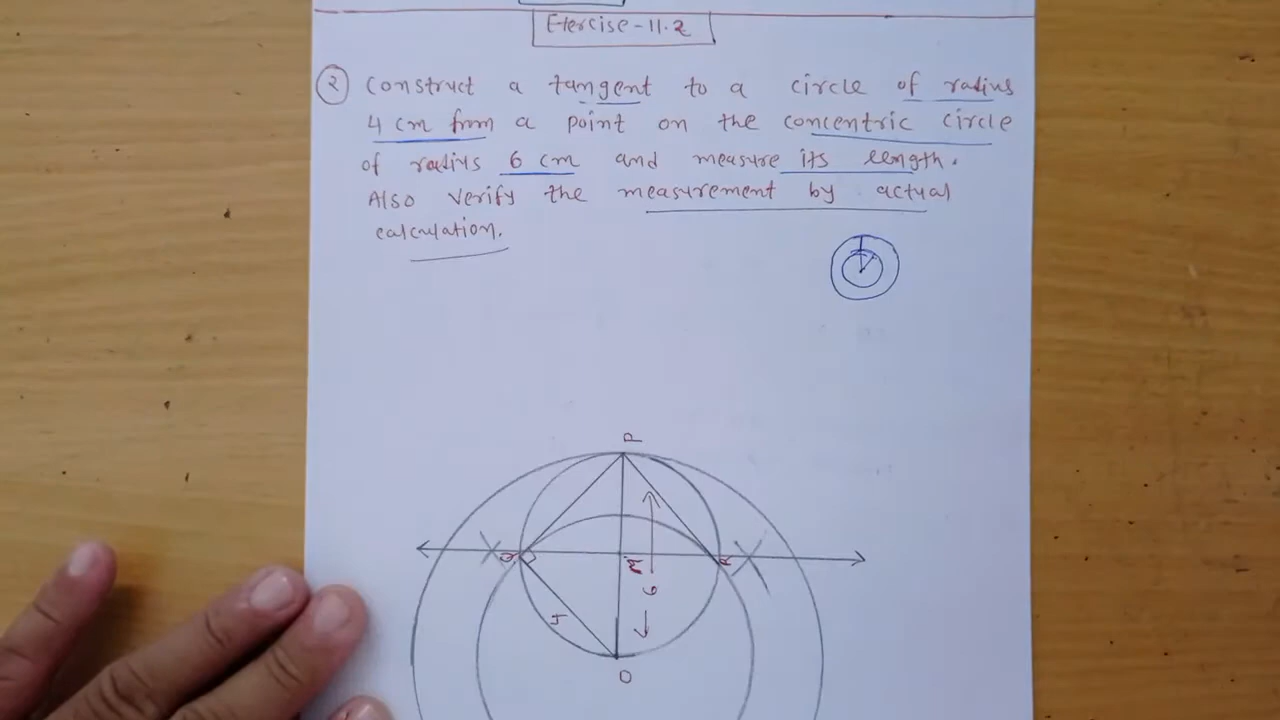 Exercise-11.2
2 Construct a tangent to a circle of radius
4 cm from a point on the concentric circle
of radius 6 cm and measure its length.
Also verify the measurement by actual
calculation.
P
Q M R
6
4
O